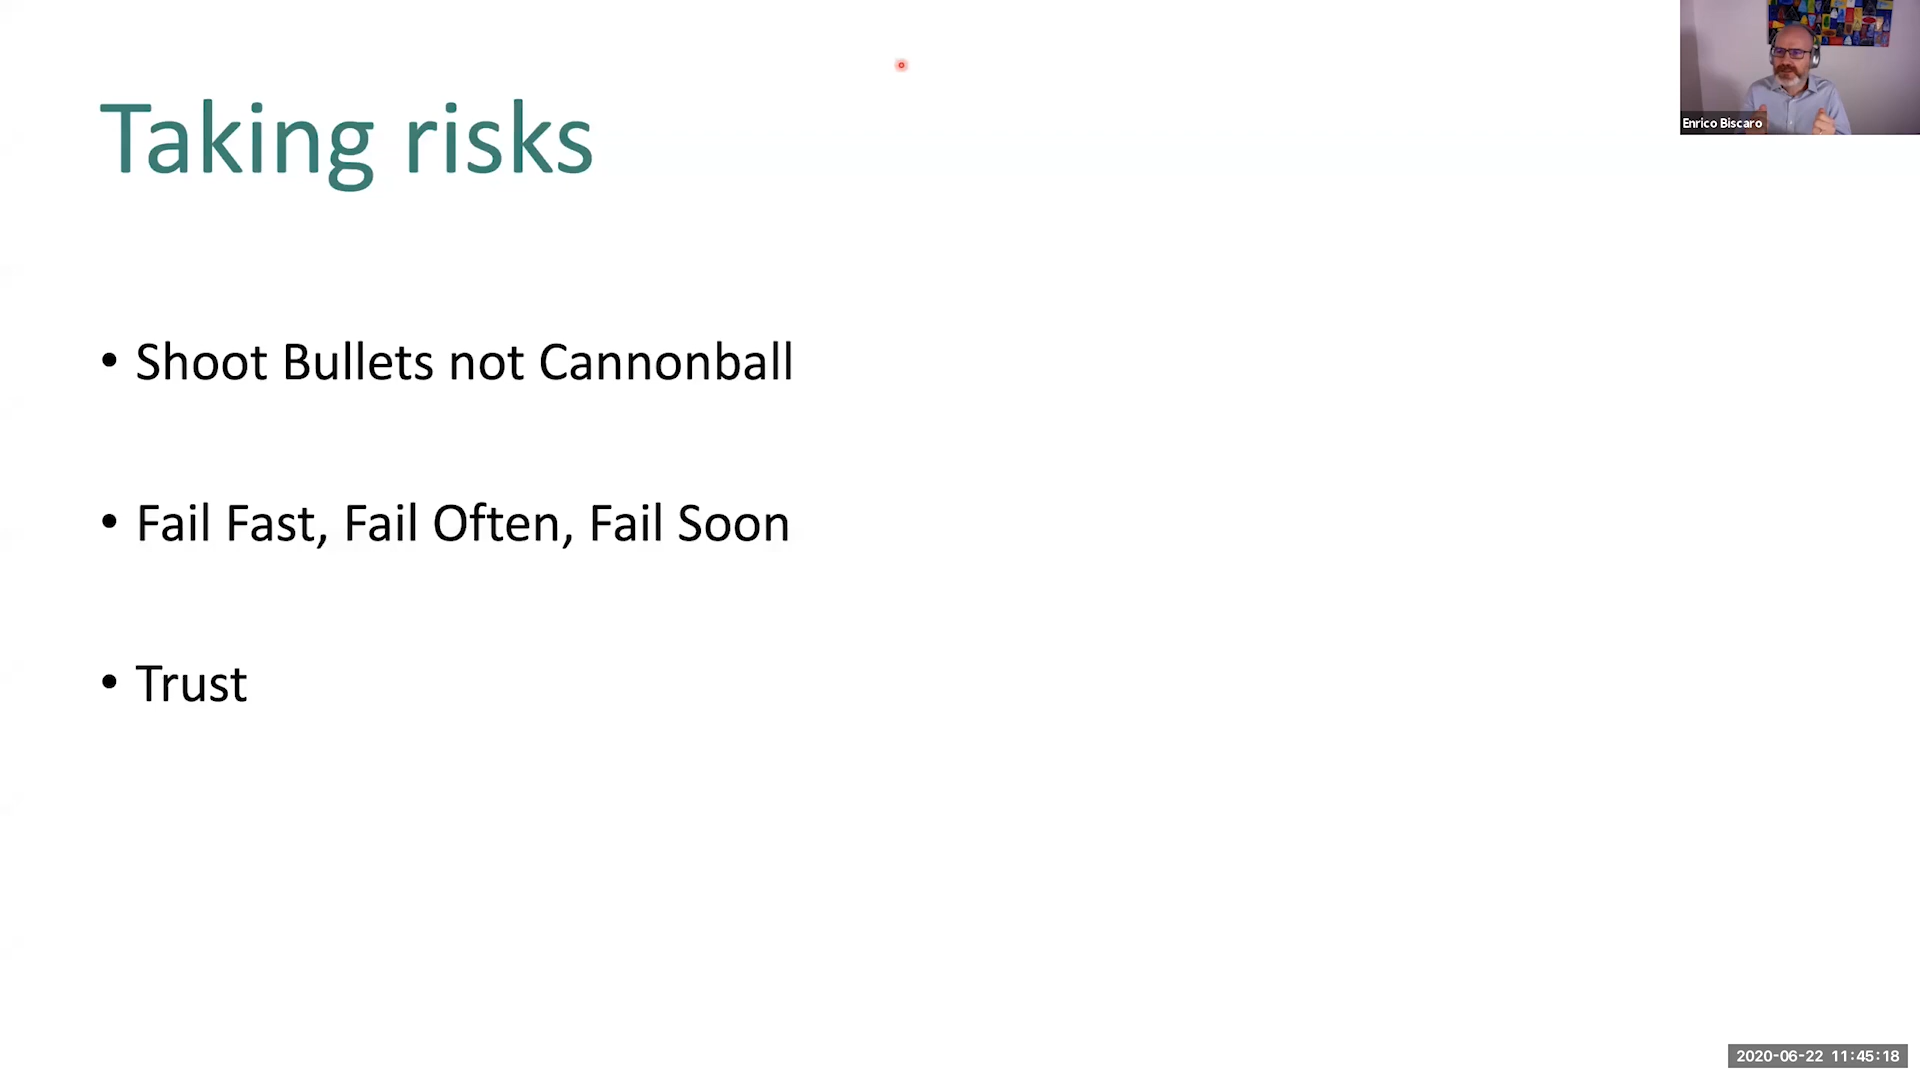 Taking risks
Enrico Biscaro
• Shoot Bullets not Cannonball
• Fail Fast, Fail Often, Fail Soon
• Trust
2020-06-22 11:45:18